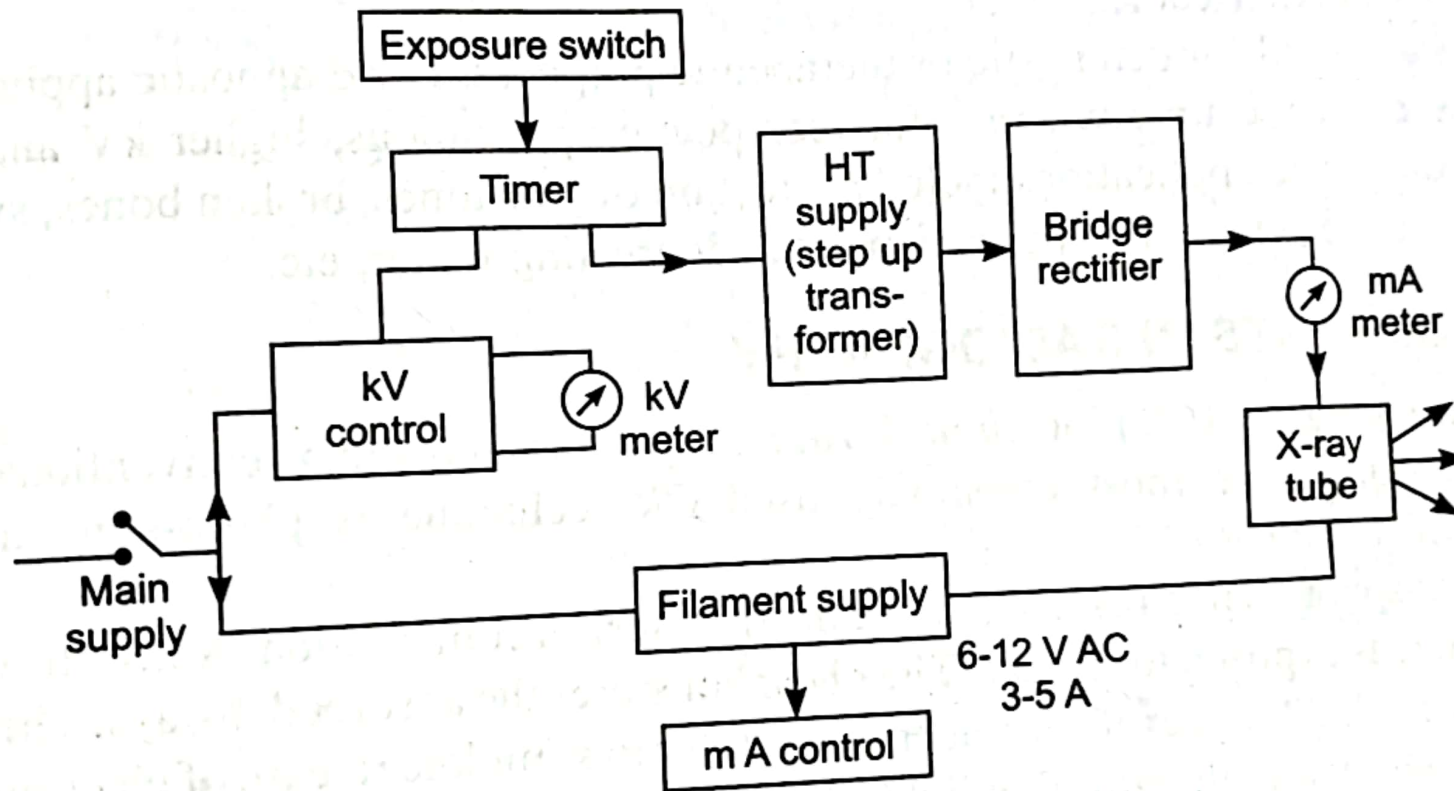 Exposure switch
Timer
HT
supply
(step up
trans-
former)
Bridge
rectifier
mA
meter
kV
control
kV
meter
X-ray
tube
Main
supply
Filament supply
6-12 V AC
3-5 A
m A control